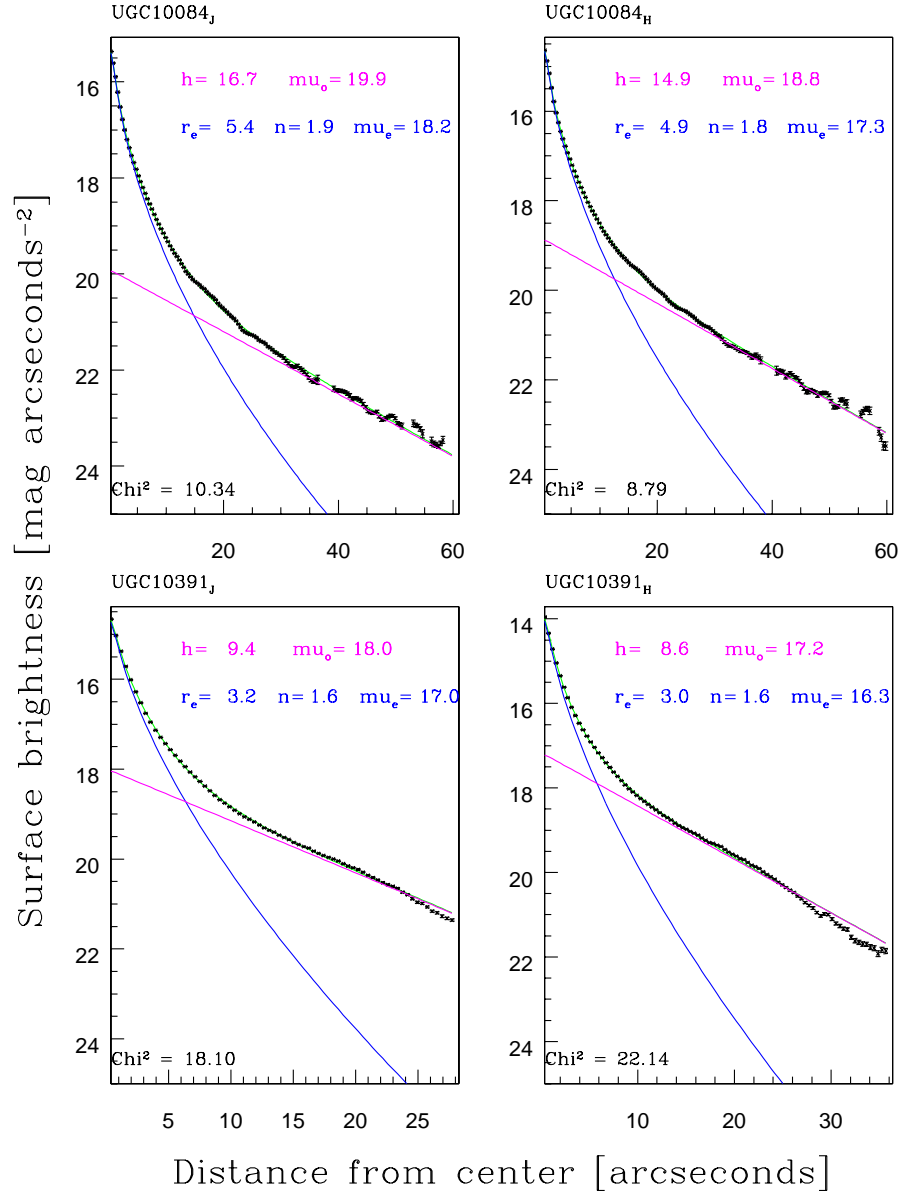 UGC10084J
h= 16.7 muo= 19.9
re= 5.4 n=1.9 mue=18.2
16
18
20
22
24
Chi² = 10.34
20
40
60
UGC10084H
h= 14.9 muo= 18.8
re= 4.9 n=1.8 mue=17.3
16
18
20
22
24
Chi² = 8.79
20
40
60
UGC10391J
h= 9.4 muo= 18.0
re= 3.2 n=1.6 mue=17.0
16
18
20
22
24
Chi² = 18.10
5
10
15
20
25
UGC10391H
h= 8.6 muo= 17.2
re= 3.0 n=1.6 mue=16.3
14
16
18
20
22
24
Chi² = 22.14
10
20
30
Surface brightness [mag arcseconds⁻²]
Distance from center [arcseconds]